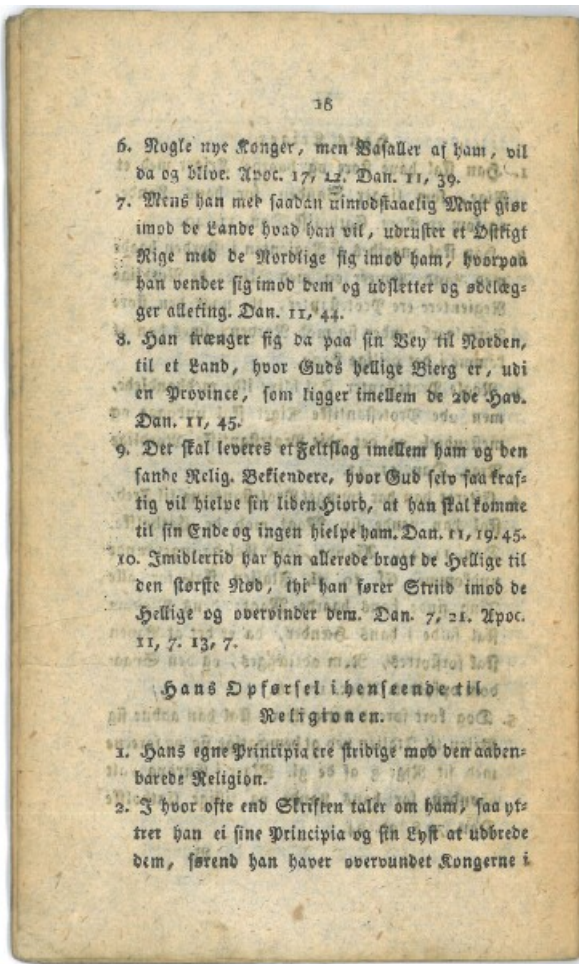 18
6. Nogle nye Konger, men Vasaller af ham, vil
da og blive. Apoc. 17, 12. Dan. 11, 39.
7. Mens han med saadan uimodstaaelig Magt giør
imod de Lande hvad han vil, udruster et Østligt
Rige med de Nordlige sig imod ham, hvorpaa
han vender sig imod dem og udsletter og ødelæg-
ger alleting. Dan. 11, 44.
8. Han trænger sig da paa sin Vey til Norden,
til et Land, hvor Guds hellige Bierg er, udi
en Province, som ligger imellem de 2de Hav.
Dan. 11, 45.
9. Der skal leveres et Feltslag imellem ham og den
sande Relig. Bekiendere, hvor Gud selv saa kraf-
tig vil hielpe sin liden Hiord, at han skal komme
til sin Ende og ingen hielpe ham. Dan. 11, 19. 45.
10. Imidlertid har han allerede bragt de Hellige til
den største Nød, thi han fører Striid imod de
Hellige og overvinder dem. Dan. 7, 21. Apoc.
11, 7. 13, 7.
Hans Opførsel i henseende til
Religionen.
1. Hans egne Principia ere stridige mod den aaben-
barede Religion.
2. I hvor ofte end Skriften taler om ham, saa yt-
trer han ei sine Principia og sin Lyst at udbrede
dem, førend han haver overvundet Kongerne i